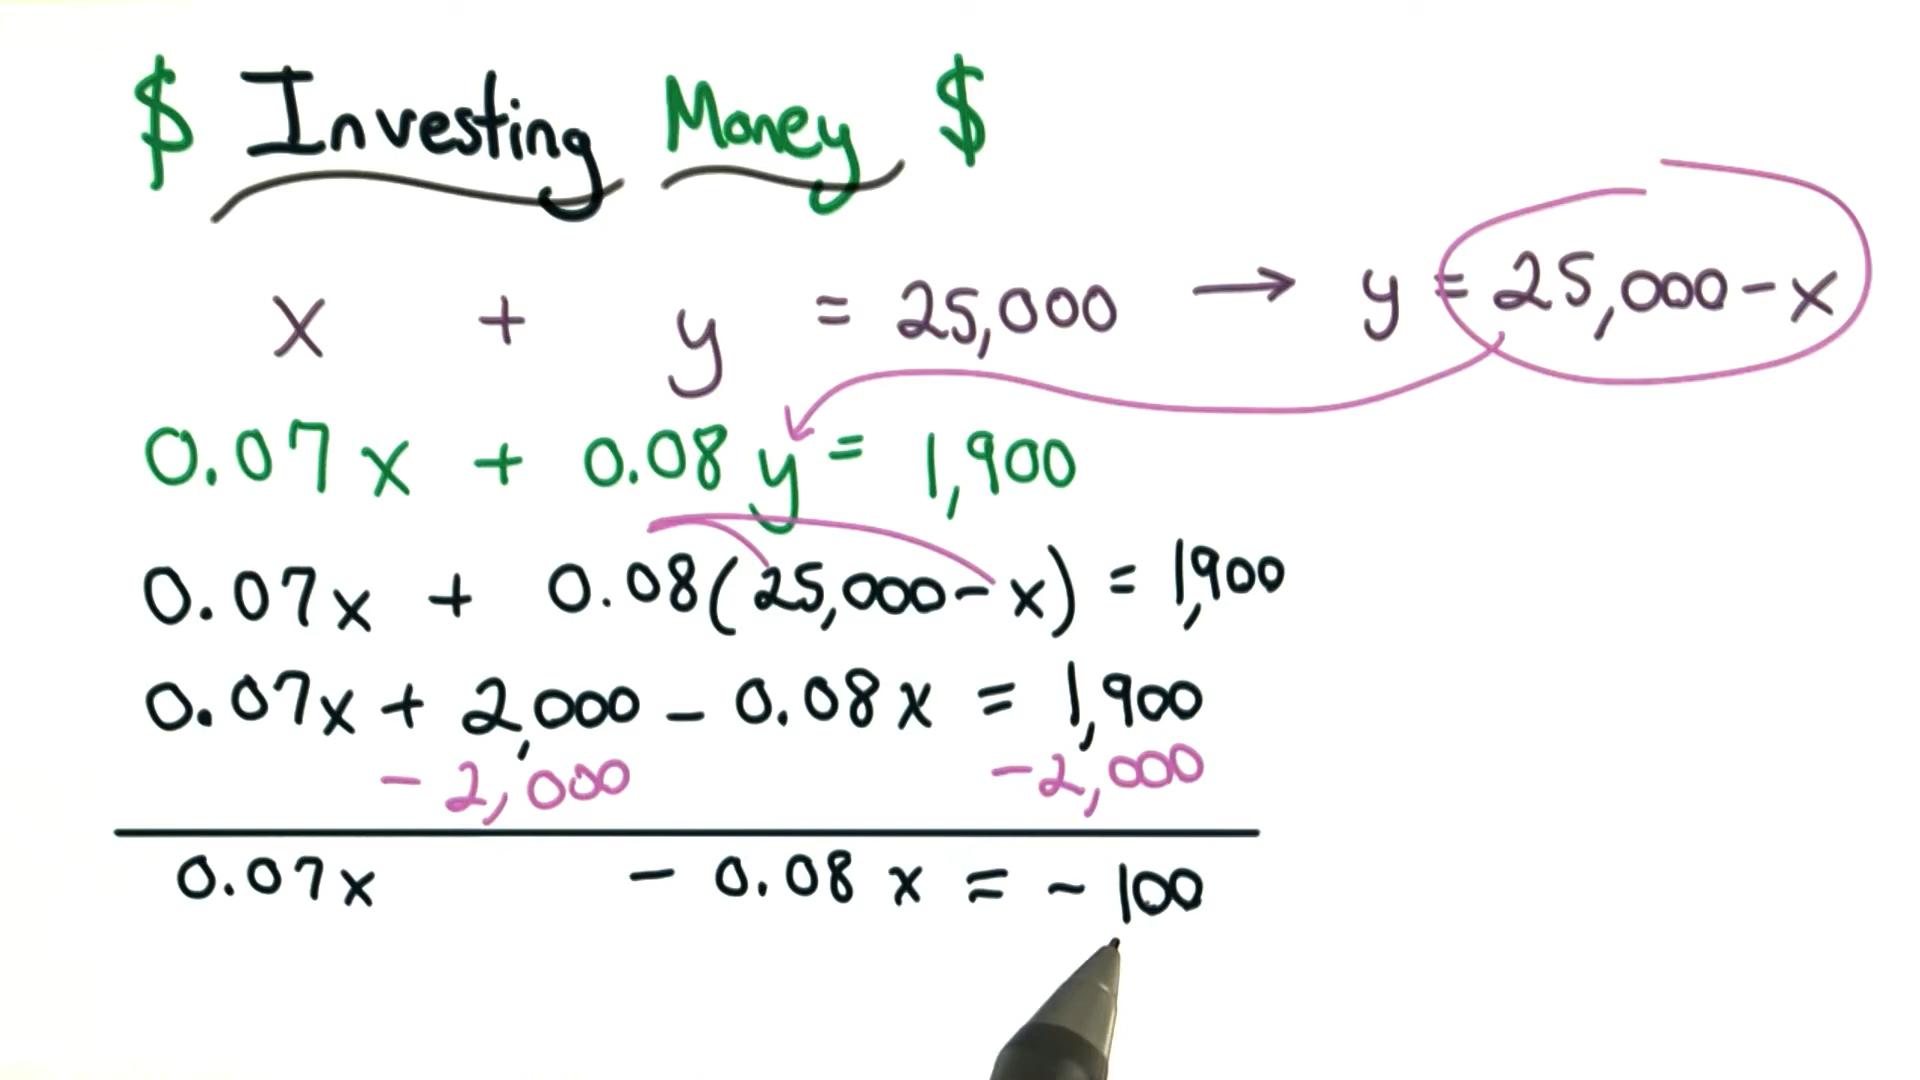 $ Investing Money $
x + y = 25,000 → y = 25,000 - x
0.07x + 0.08y = 1,900
0.07x + 0.08(25,000 - x) = 1,900
0.07x + 2,000 - 0.08x = 1,900
- 2,000 -2,000
0.07x - 0.08x = -100